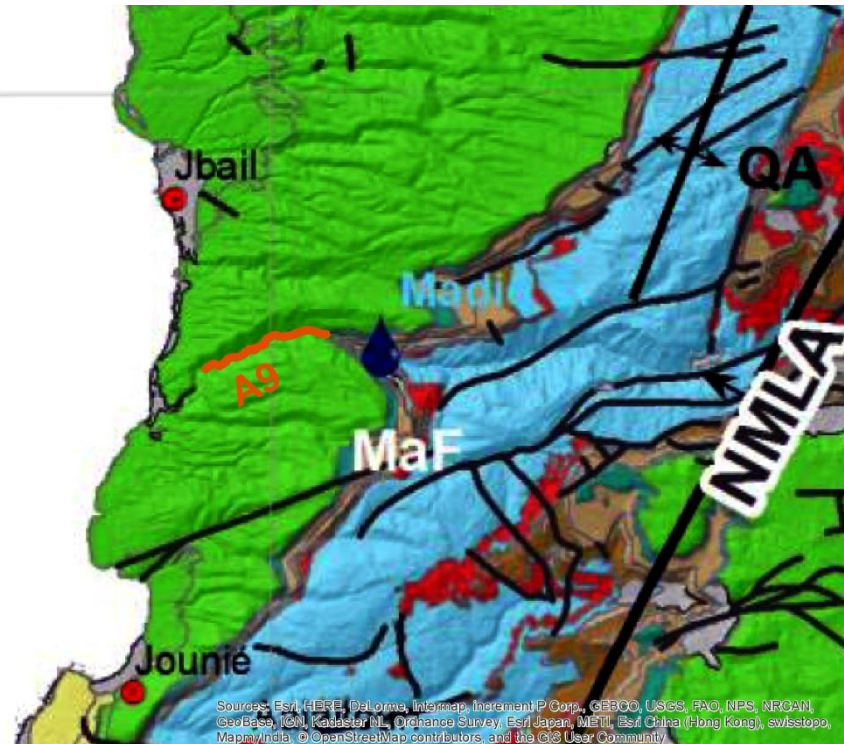 Jbail
QA
Madi
A9
NMLA
MaF
Jounié
Sources: Esri, HERE, DeLorme, Intermap, increment P Corp., GEBCO, USGS, FAO, NPS, NRCAN,
GeoBase, IGN, Kadaster NL, Ordnance Survey, Esri Japan, METI, Esri China (Hong Kong), swisstopo,
MapmyIndia, © OpenStreetMap contributors, and the GIS User Community